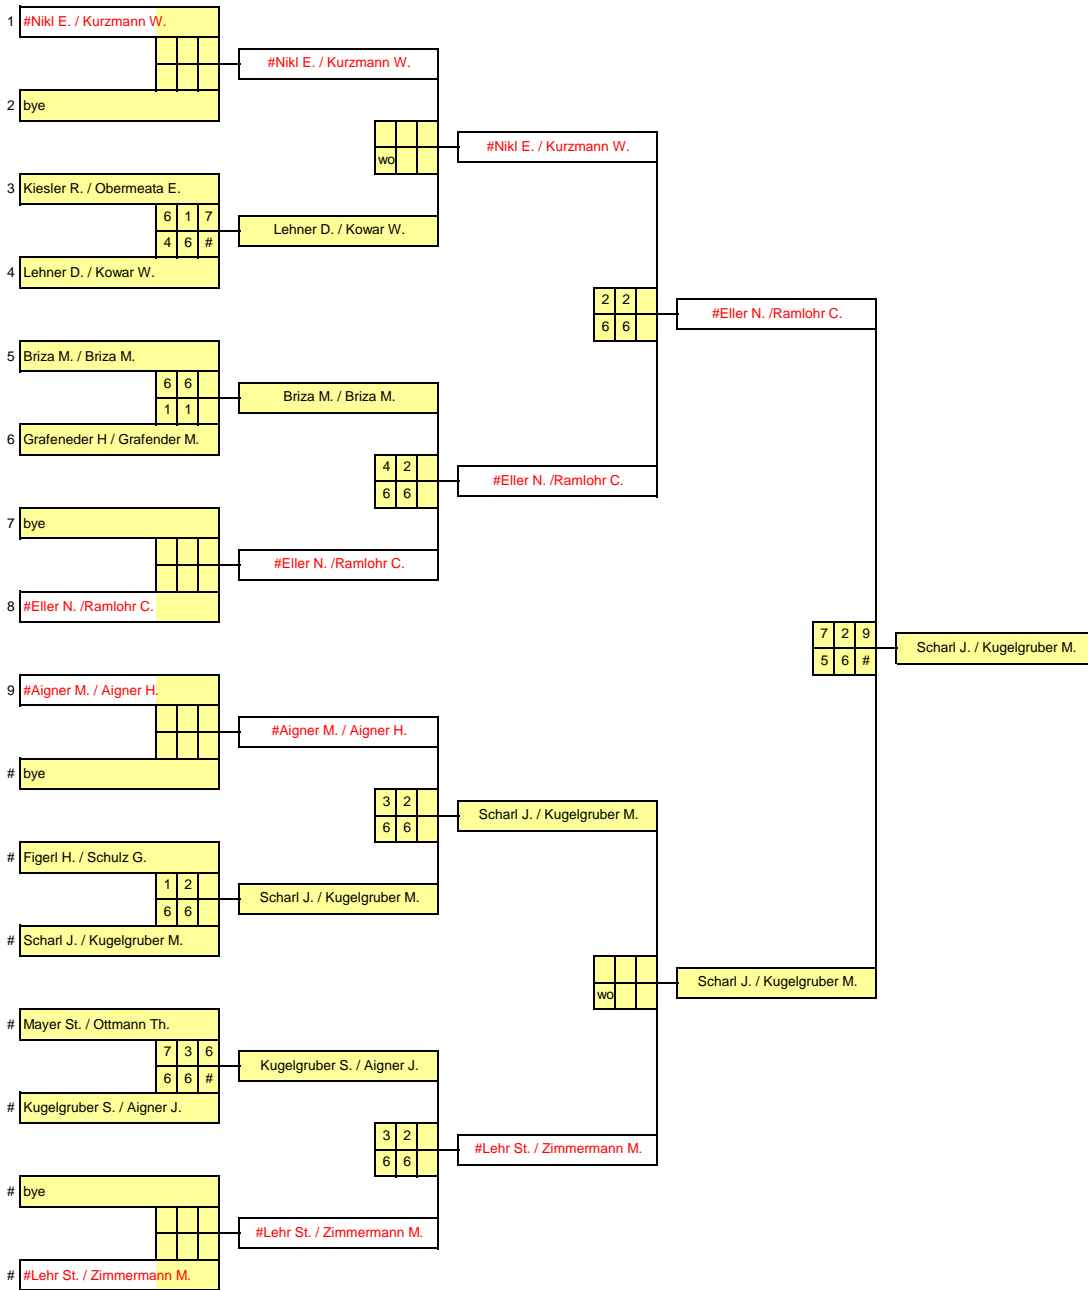 1 #Nikl E. / Kurzmann W.
#Nikl E. / Kurzmann W.
2 bye
wo
#Nikl E. / Kurzmann W.
3 Kiesler R. / Obermeata E.
6 1 7
4 6 #
Lehner D. / Kowar W.
4 Lehner D. / Kowar W.
2 2
6 6
#Eller N. /Ramlohr C.
5 Briza M. / Briza M.
6 6
1 1
Briza M. / Briza M.
6 Grafeneder H / Grafender M.
4 2
6 6
#Eller N. /Ramlohr C.
7 bye
#Eller N. /Ramlohr C.
8 #Eller N. /Ramlohr C.
7 2 9
5 6 #
Scharl J. / Kugelgruber M.
9 #Aigner M. / Aigner H.
#Aigner M. / Aigner H.
# bye
3 2
6 6
Scharl J. / Kugelgruber M.
# Figerl H. / Schulz G.
1 2
6 6
Scharl J. / Kugelgruber M.
# Scharl J. / Kugelgruber M.
wo
Scharl J. / Kugelgruber M.
# Mayer St. / Ottmann Th.
7 3 6
6 6 #
Kugelgruber S. / Aigner J.
# Kugelgruber S. / Aigner J.
3 2
6 6
#Lehr St. / Zimmermann M.
# bye
#Lehr St. / Zimmermann M.
# #Lehr St. / Zimmermann M.